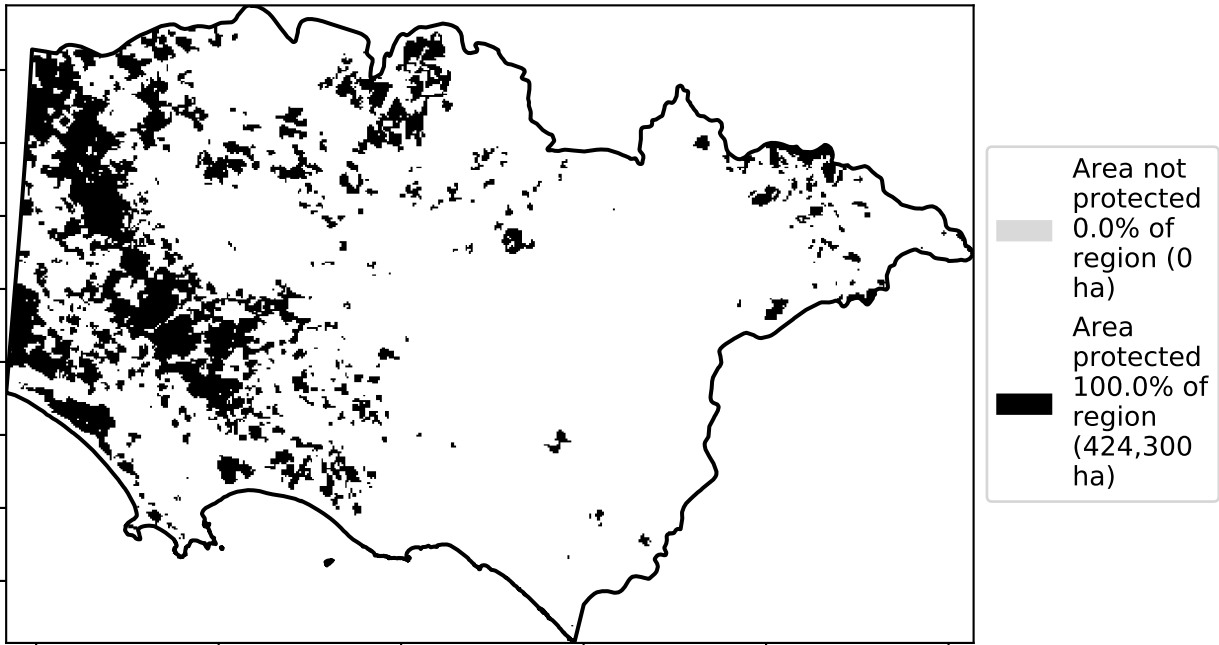 Area not
protected
0.0% of
region (0
ha)
Area
protected
100.0% of
region
(424,300
ha)